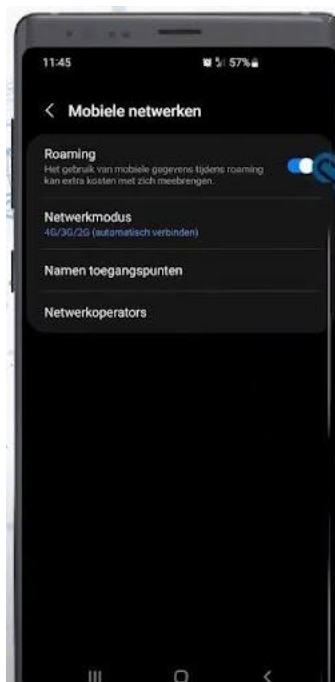 11:45
57%
Mobiele netwerken
Roaming
Het gebruik van mobiele gegevens tijdens roaming
kan extra kosten met zich meebrengen.
Netwerkmodus
4G/3G/2G (automatisch verbinden)
Namen toegangspunten
Netwerkoperators